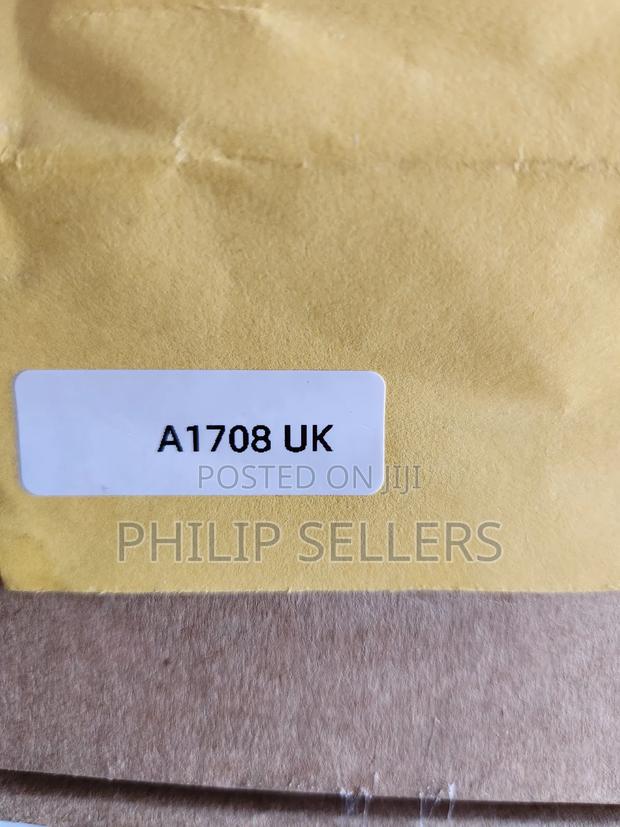 A1708 UK
POSTED ON JIJI
PHILIP SELLERS